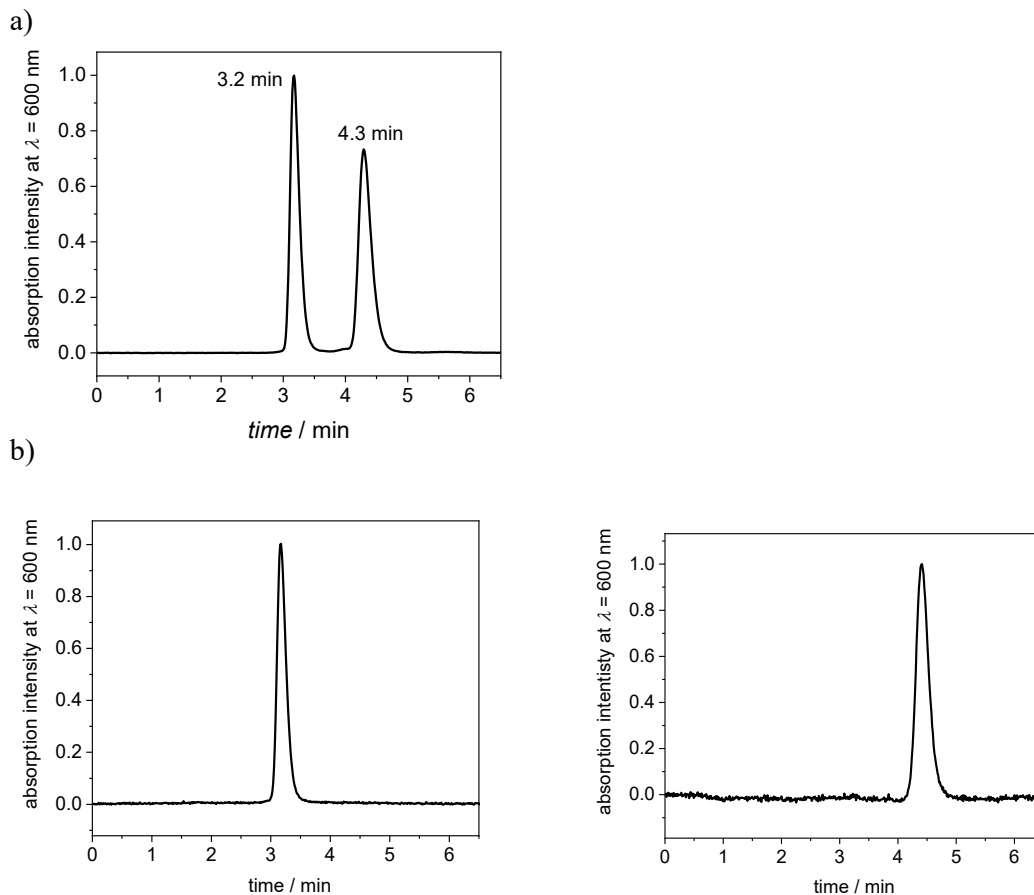 a)
absorption intensity at λ = 600 nm
1.0
0.8
0.6
0.4
0.2
0.0
3.2 min
4.3 min
0 1 2 3 4 5 6
time / min
b)
absorption intensity at λ = 600 nm
1.0
0.8
0.6
0.4
0.2
0.0
0 1 2 3 4 5 6
time / min
absorption intentisty at λ = 600 nm
1.0
0.8
0.6
0.4
0.2
0.0
0 1 2 3 4 5 6
time / min